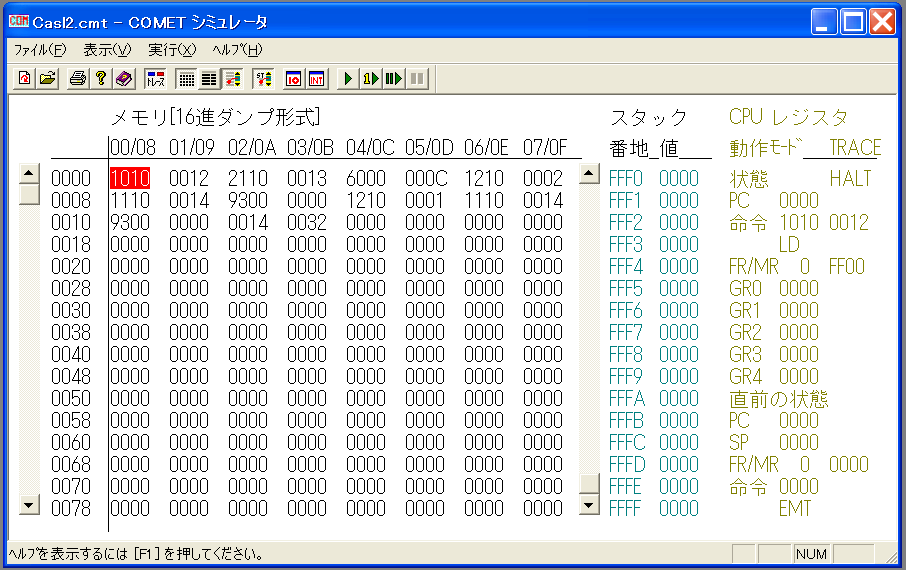 Casl2.cmt - COMET シミュレータ
ファイル(F) 表示(V) 実行(X) ヘルプ(H)
メモリ[16進ダンプ形式] スタック CPU レジスタ
00/08 01/09 02/0A 03/0B 04/0C 05/0D 06/0E 07/0F 番地 値 動作モード TRACE
0000 1010 0012 2110 0013 6000 000C 1210 0002 FFF0 0000 状態 HALT
0008 1110 0014 9300 0000 1210 0001 1110 0014 FFF1 0000 PC 0000
0010 9300 0000 0014 0032 0000 0000 0000 0000 FFF2 0000 命令 1010 0012
0018 0000 0000 0000 0000 0000 0000 0000 0000 FFF3 0000 LD
0020 0000 0000 0000 0000 0000 0000 0000 0000 FFF4 0000 FR/MR 0 FF00
0028 0000 0000 0000 0000 0000 0000 0000 0000 FFF5 0000 GR0 0000
0030 0000 0000 0000 0000 0000 0000 0000 0000 FFF6 0000 GR1 0000
0038 0000 0000 0000 0000 0000 0000 0000 0000 FFF7 0000 GR2 0000
0040 0000 0000 0000 0000 0000 0000 0000 0000 FFF8 0000 GR3 0000
0048 0000 0000 0000 0000 0000 0000 0000 0000 FFF9 0000 GR4 0000
0050 0000 0000 0000 0000 0000 0000 0000 0000 FFFA 0000 直前の状態
0058 0000 0000 0000 0000 0000 0000 0000 0000 FFFB 0000 PC 0000
0060 0000 0000 0000 0000 0000 0000 0000 0000 FFFC 0000 SP 0000
0068 0000 0000 0000 0000 0000 0000 0000 0000 FFFD 0000 FR/MR 0 0000
0070 0000 0000 0000 0000 0000 0000 0000 0000 FFFE 0000 命令 0000
0078 0000 0000 0000 0000 0000 0000 0000 0000 FFFF 0000 EMT
ヘルプを表示するには [F1] を押してください。 NUM